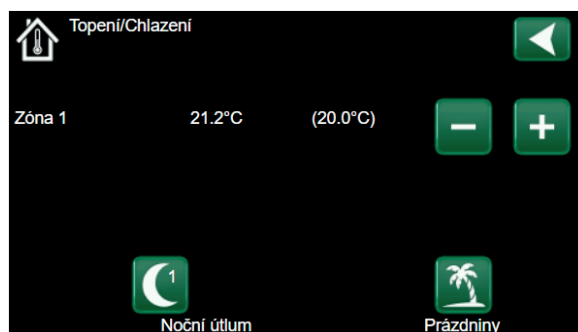 Topení/Chlazení
Zóna 1 21.2°C (20.0°C)
1
Noční útlum Prázdniny